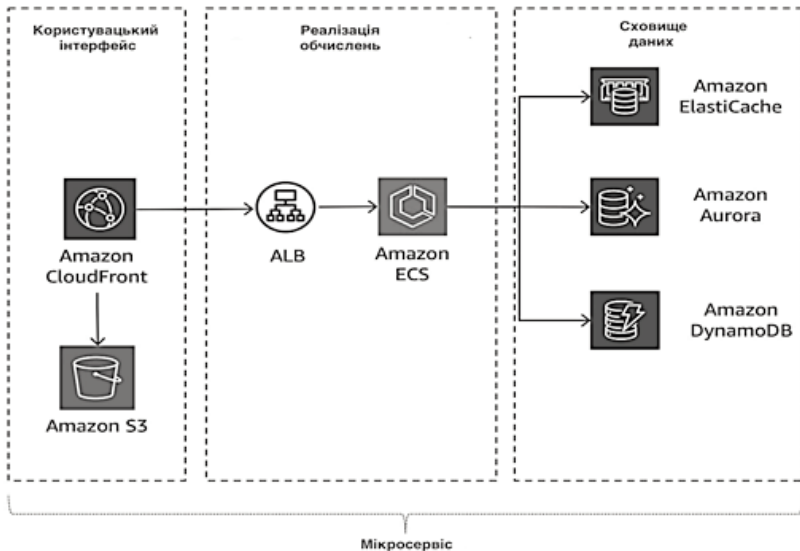 Користувацький
інтерфейс
Реалізація
обчислень
Сховище
даних
Amazon
ElastiCache
Amazon
CloudFront
ALB
Amazon
ECS
Amazon
Aurora
Amazon
DynamoDB
Amazon S3
Мікросервіс